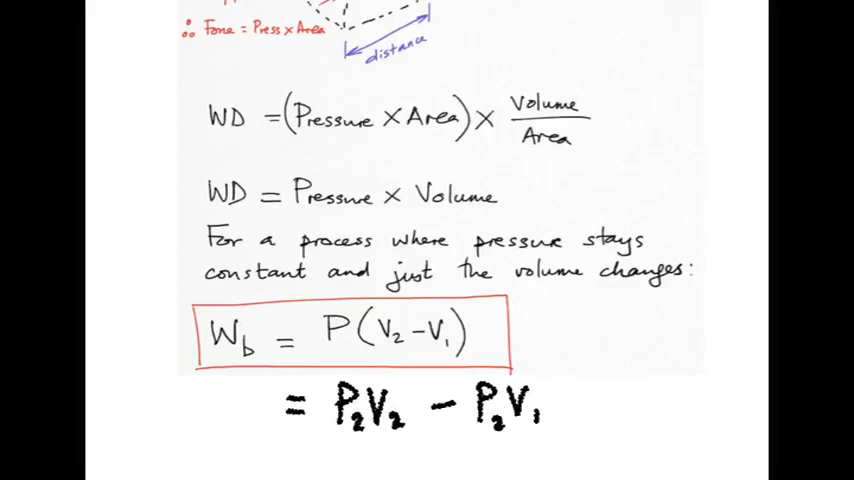 ∴ Force = Press × Area
distance
WD = (Pressure × Area) × Volume / Area
WD = Pressure × Volume
For a process where pressure stays
constant and just the volume changes:
W_b = P(V₂ - V₁)
= P₂V₂ - P₂V₁